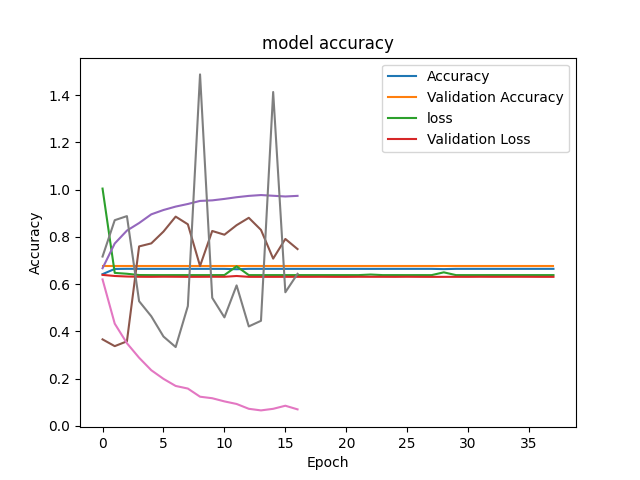 model accuracy
Accuracy
Validation Accuracy
loss
Validation Loss
Accuracy
1.4
1.2
1.0
0.8
0.6
0.4
0.2
0.0
0 5 10 15 20 25 30 35
Epoch